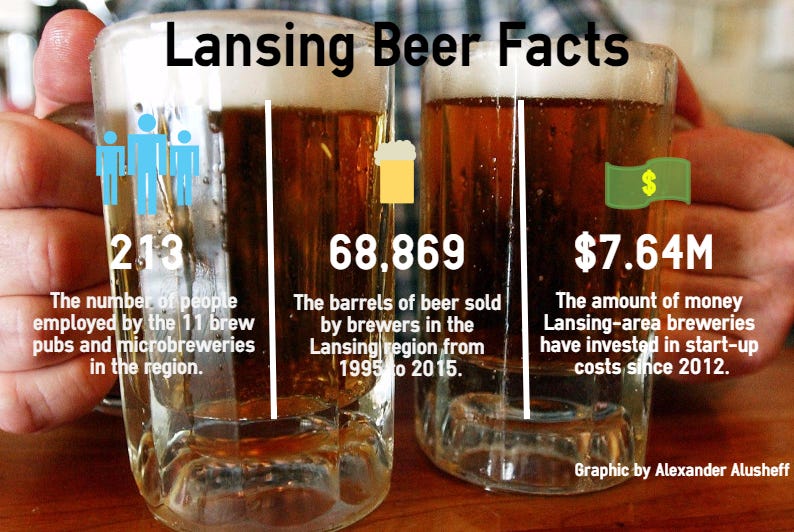 Lansing Beer Facts
$
213
The number of people
employed by the 11 brew
pubs and microbreweries
in the region.
68,869
The barrels of beer sold
by brewers in the
Lansing region from
1995 to 2015.
$7.64M
The amount of money
Lansing-area breweries
have invested in start-up
costs since 2012.
Graphic by Alexander Alusheff